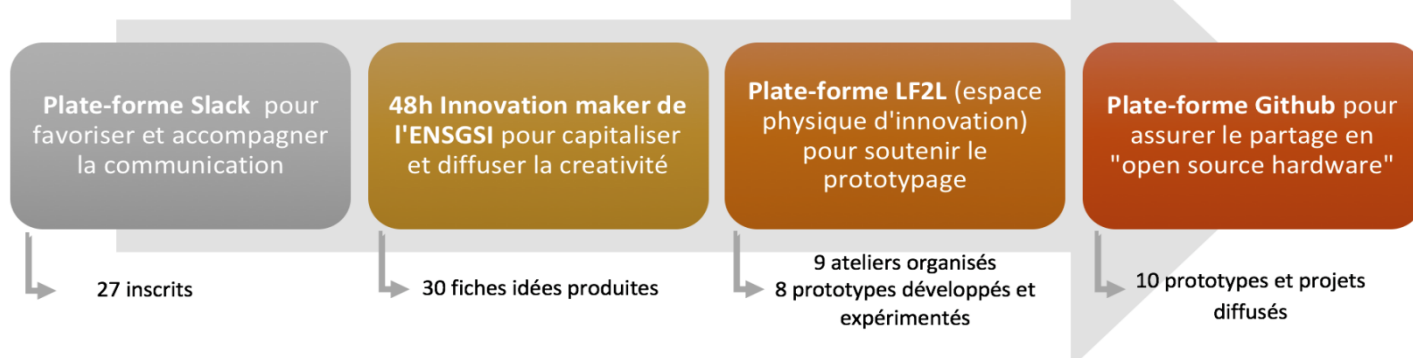 Plate-forme Slack pour
favoriser et accompagner
la communication
48h Innovation maker de
l'ENSGSI pour capitaliser
et diffuser la creativité
Plate-forme LF2L (espace
physique d'innovation)
pour soutenir le
prototypage
Plate-forme Github pour
assurer le partage en
"open source hardware"
27 inscrits
30 fiches idées produites
9 ateliers organisés
8 prototypes développés et
expérimentés
10 prototypes et projets
diffusés